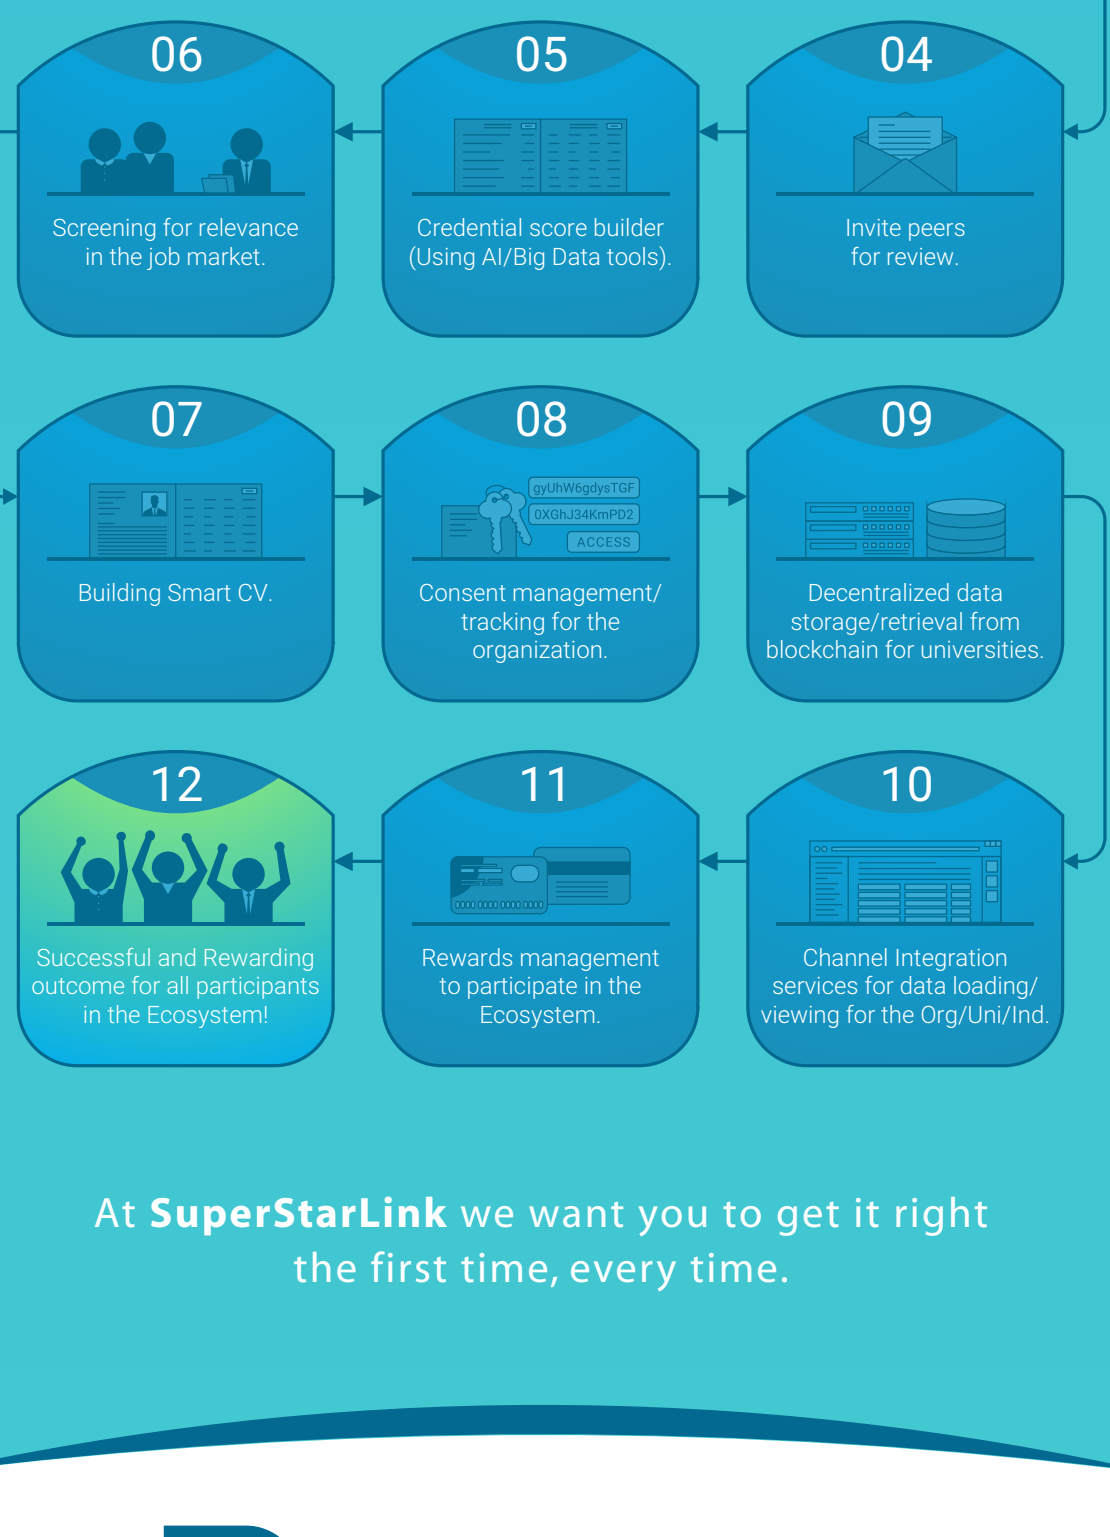 06
Screening for relevance
in the job market.
05
Credential score builder
(Using AI/Big Data tools).
04
Invite peers
for review.
07
Building Smart CV.
08
gyUhW6gdysTGF
0XGhJ34KmPD2
ACCESS
Consent management/
tracking for the
organization.
09
Decentralized data
storage/retrieval from
blockchain for universities.
12
Successful and Rewarding
outcome for all participants
in the Ecosystem!
11
Rewards management
to participate in the
Ecosystem.
10
Channel Integration
services for data loading/
viewing for the Org/Uni/Ind.
At SuperStarLink we want you to get it right
the first time, every time.